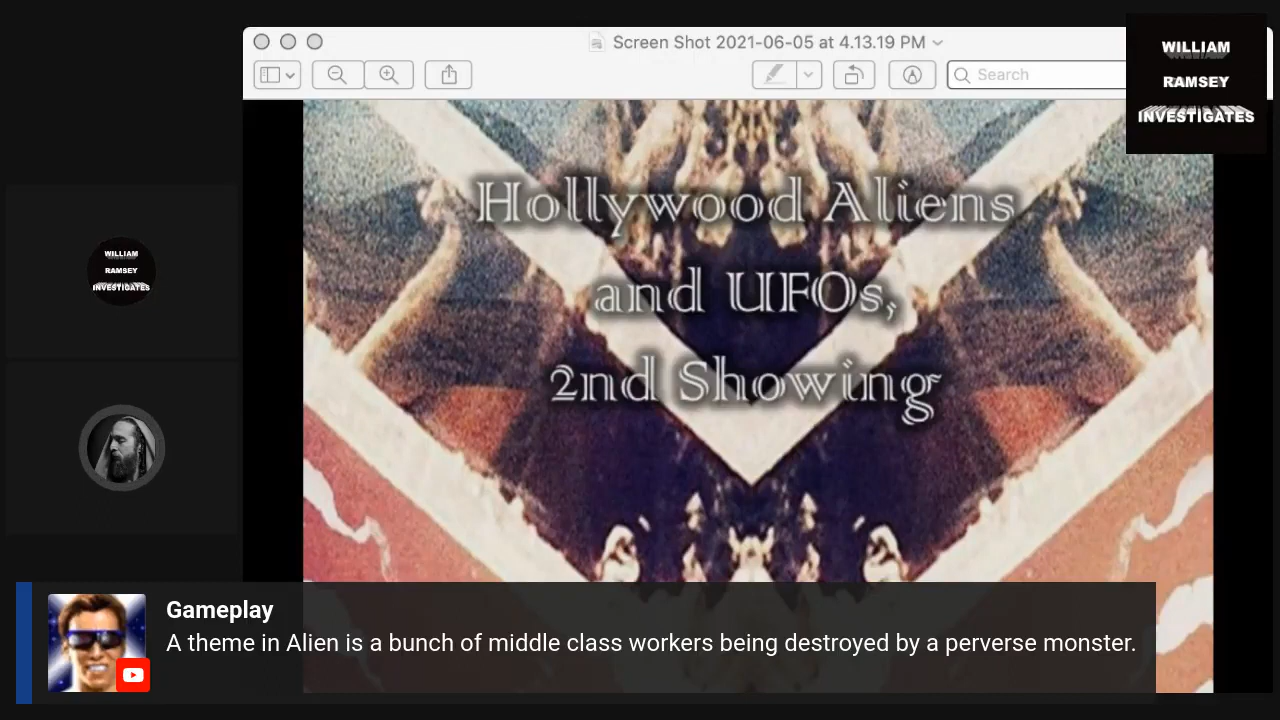 Screen Shot 2021-06-05 at 4.13.19 PM
Search
WILLIAM
RAMSEY
INVESTIGATES
Hollywood Aliens
and UFOs,
2nd Showing
WILLIAM
RAMSEY
INVESTIGATES
Gameplay
A theme in Alien is a bunch of middle class workers being destroyed by a perverse monster.